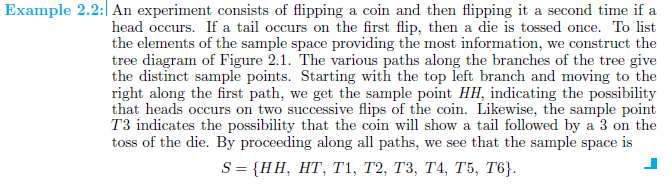 Example 2.2: An experiment consists of flipping a coin and then flipping it a second time if a
head occurs. If a tail occurs on the first flip, then a die is tossed once. To list
the elements of the sample space providing the most information, we construct the
tree diagram of Figure 2.1. The various paths along the branches of the tree give
the distinct sample points. Starting with the top left branch and moving to the
right along the first path, we get the sample point HH, indicating the possibility
that heads occurs on two successive flips of the coin. Likewise, the sample point
T3 indicates the possibility that the coin will show a tail followed by a 3 on the
toss of the die. By proceeding along all paths, we see that the sample space is
S = {HH, HT, T1, T2, T3, T4, T5, T6}.